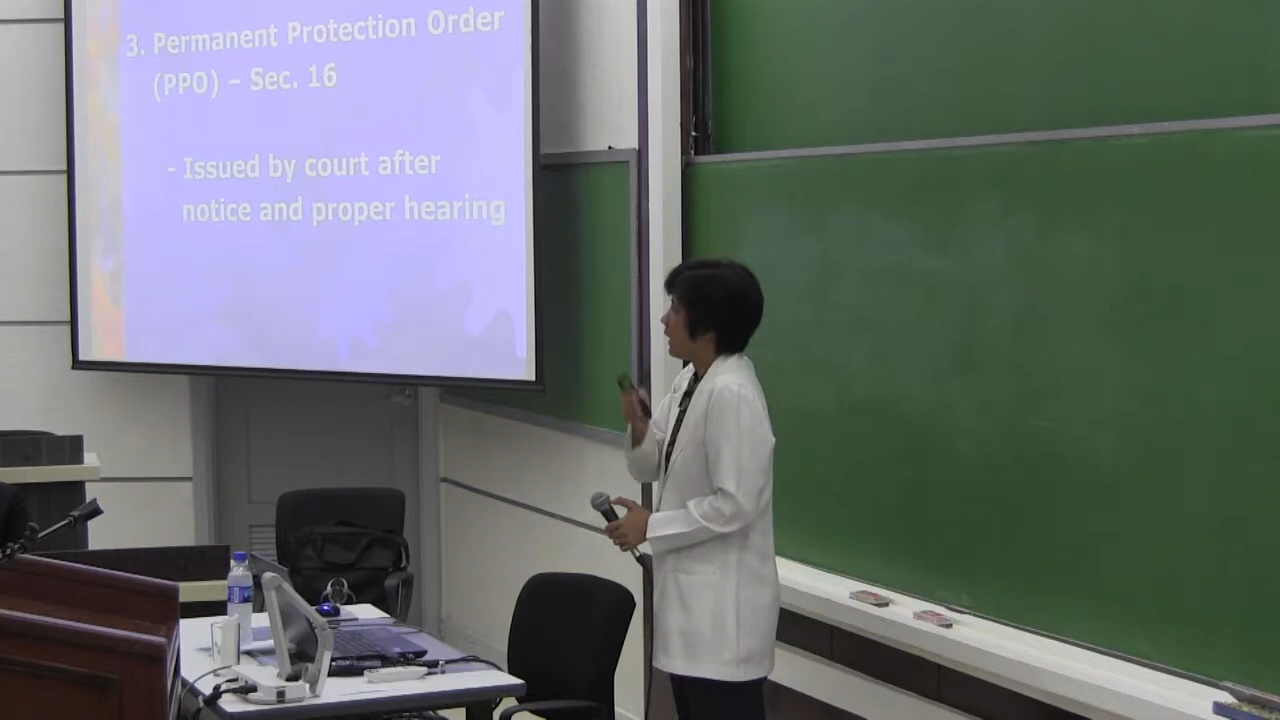 3. Permanent Protection Order
(PPO) – Sec. 16
- Issued by court after
notice and proper hearing